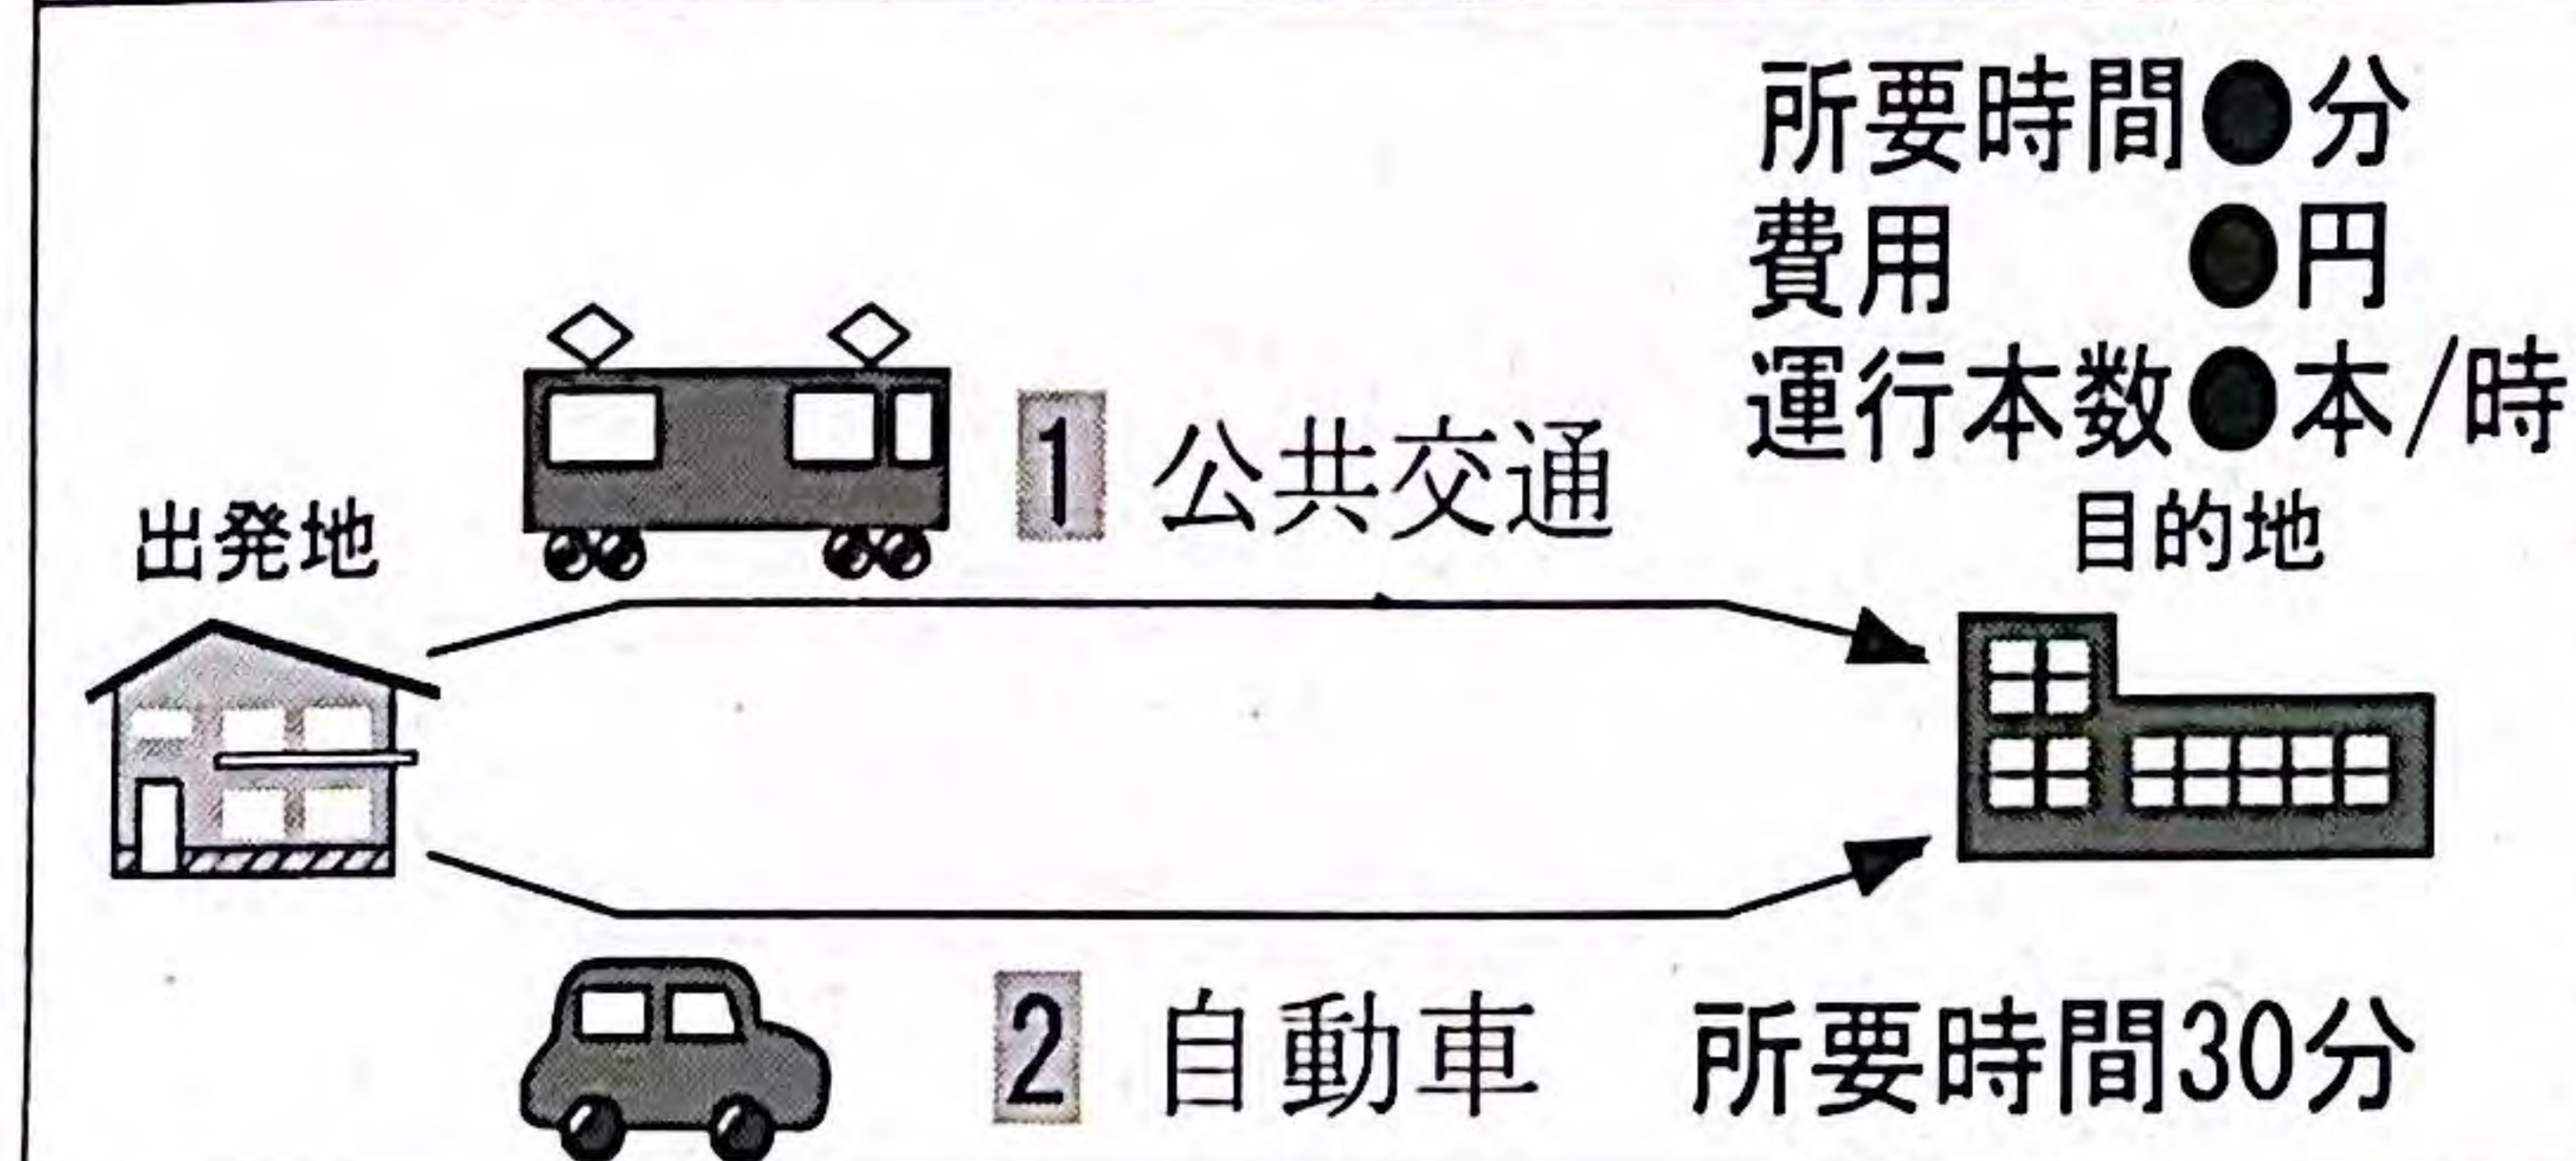 所要時間●分
費用 ●円
運行本数●本/時
1 公共交通
出発地
目的地
2 自動車 所要時間30分